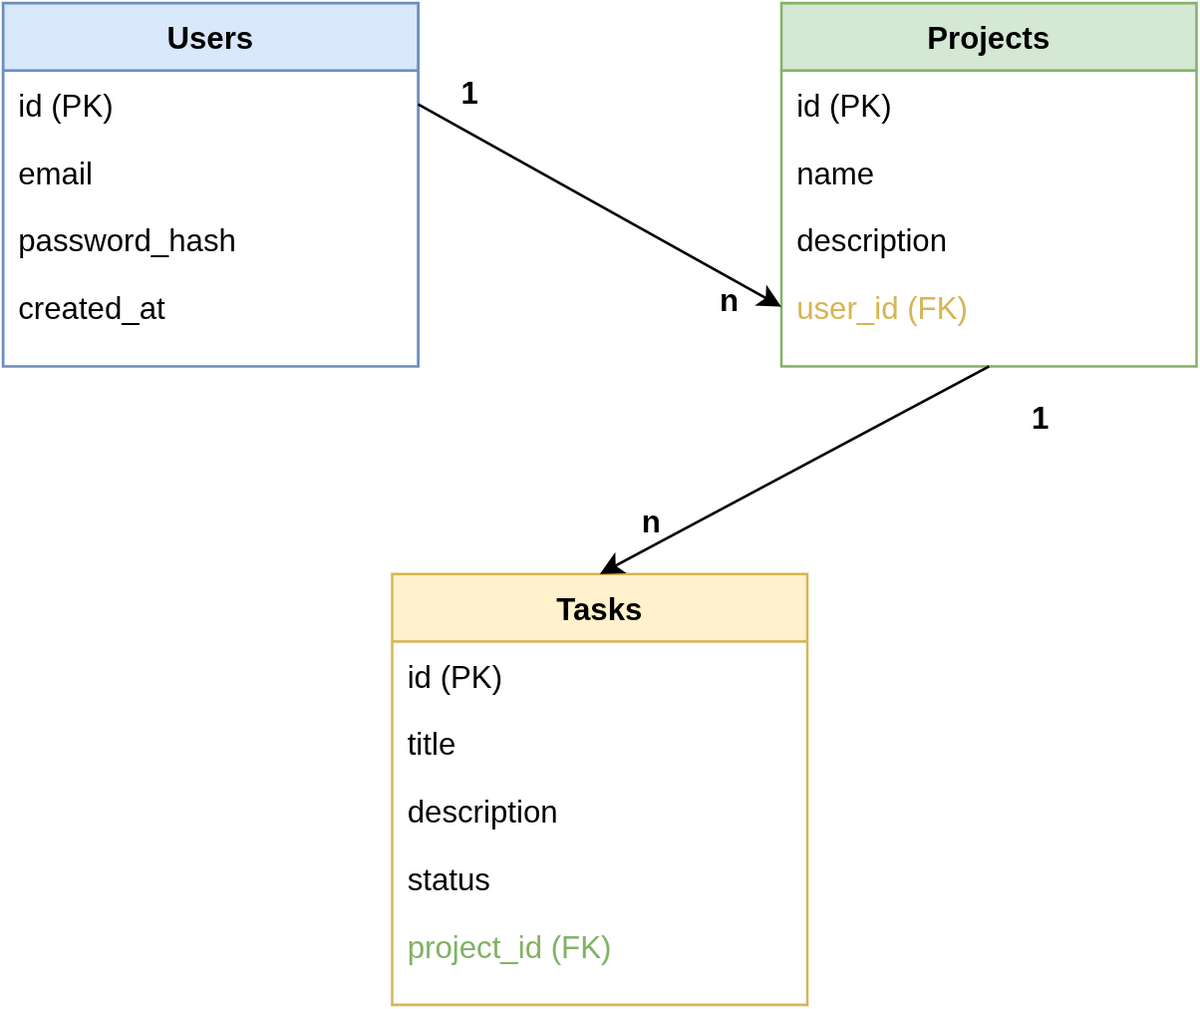 Users
id (PK)
email
password_hash
created_at
1
n
Projects
id (PK)
name
description
user_id (FK)
1
n
Tasks
id (PK)
title
description
status
project_id (FK)